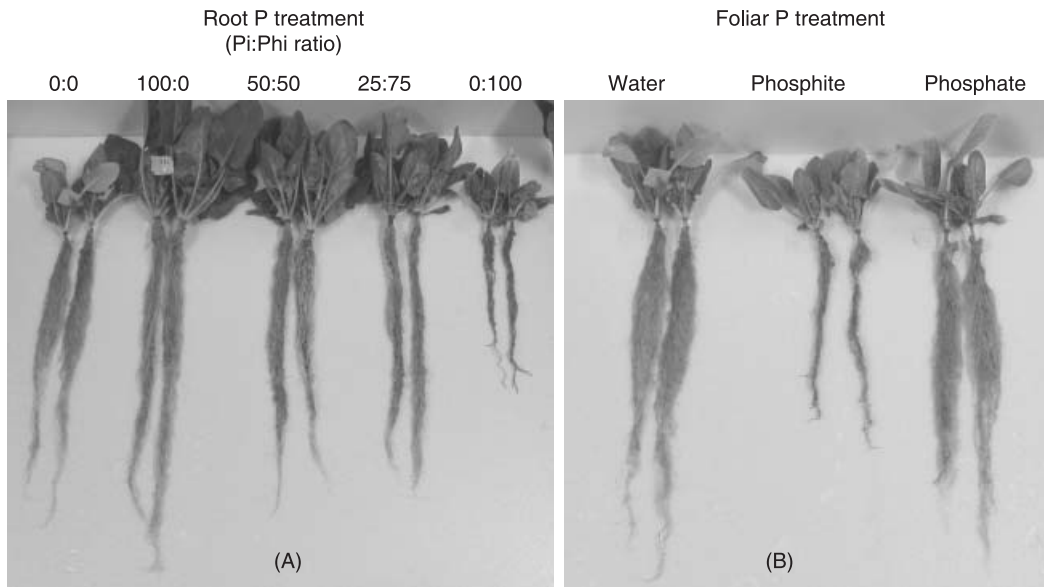 Root P treatment
(Pi:Phi ratio)
0:0 100:0 50:50 25:75 0:100
Foliar P treatment
Water Phosphite Phosphate
(A)
(B)